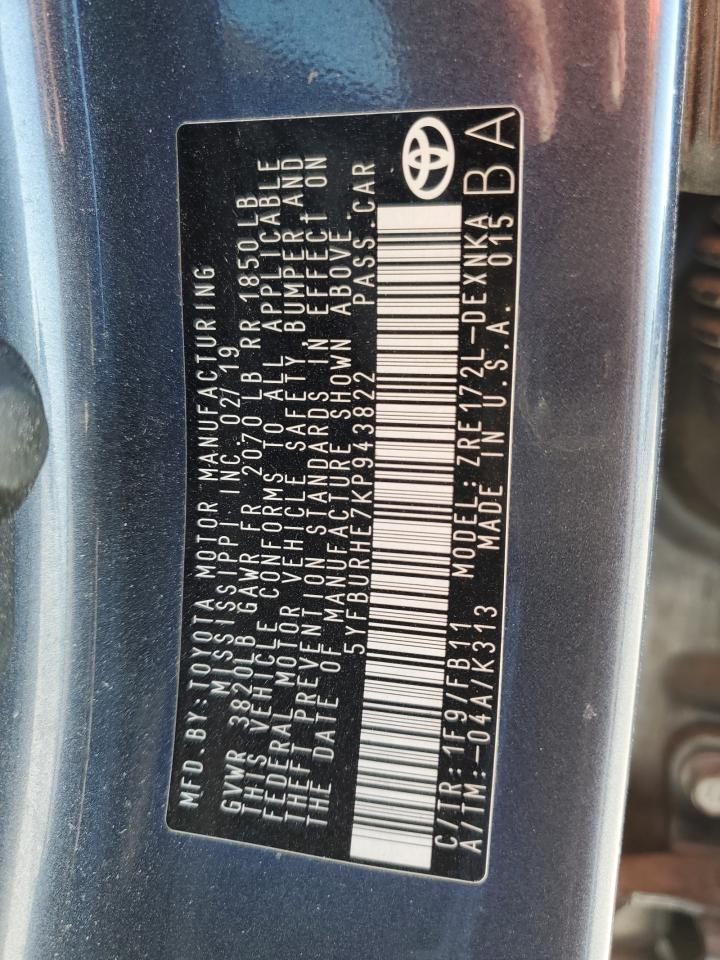 MFD.BY:TOYOTA MOTOR MANUFACTURING
MISSISSIPPI INC. 02/19
GVWR 3820LB GAWR FR 2070 LB RR 1850LB
THIS VEHICLE CONFORMS TO ALL APPLICABLE
FEDERAL MOTOR VEHICLE SAFETY, BUMPER AND
THEFT PREVENTION STANDARDS IN EFFECT ON
THE DATE OF MANUFACTURE SHOWN ABOVE.
5YFBURHE7KP943822 PASS.CAR
C/TR:1F9/FB11 MODEL:ZRE172L-DEXNKA
A/TM:-04A/K313 MADE IN U.S.A. 015 BA